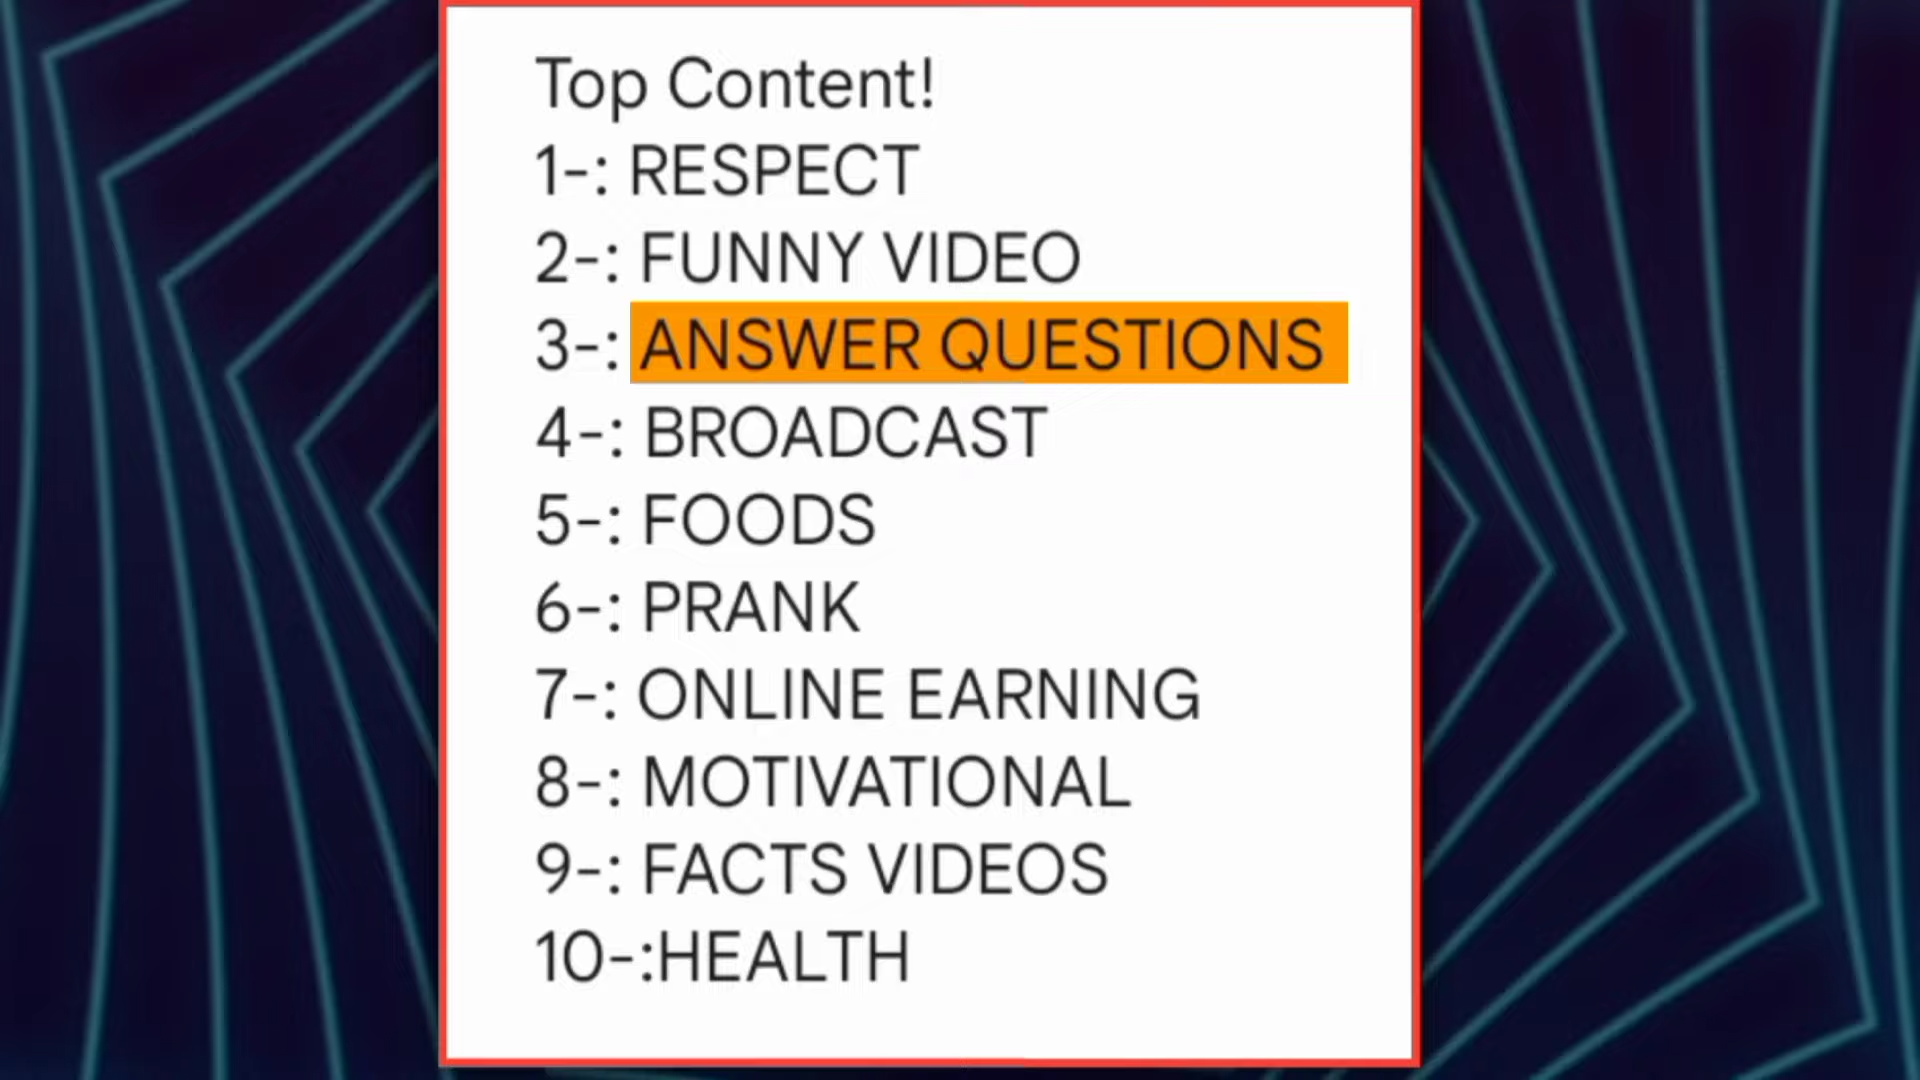 Top Content!
1-: RESPECT
2-: FUNNY VIDEO
3-: ANSWER QUESTIONS
4-: BROADCAST
5-: FOODS
6-: PRANK
7-: ONLINE EARNING
8-: MOTIVATIONAL
9-: FACTS VIDEOS
10-:HEALTH